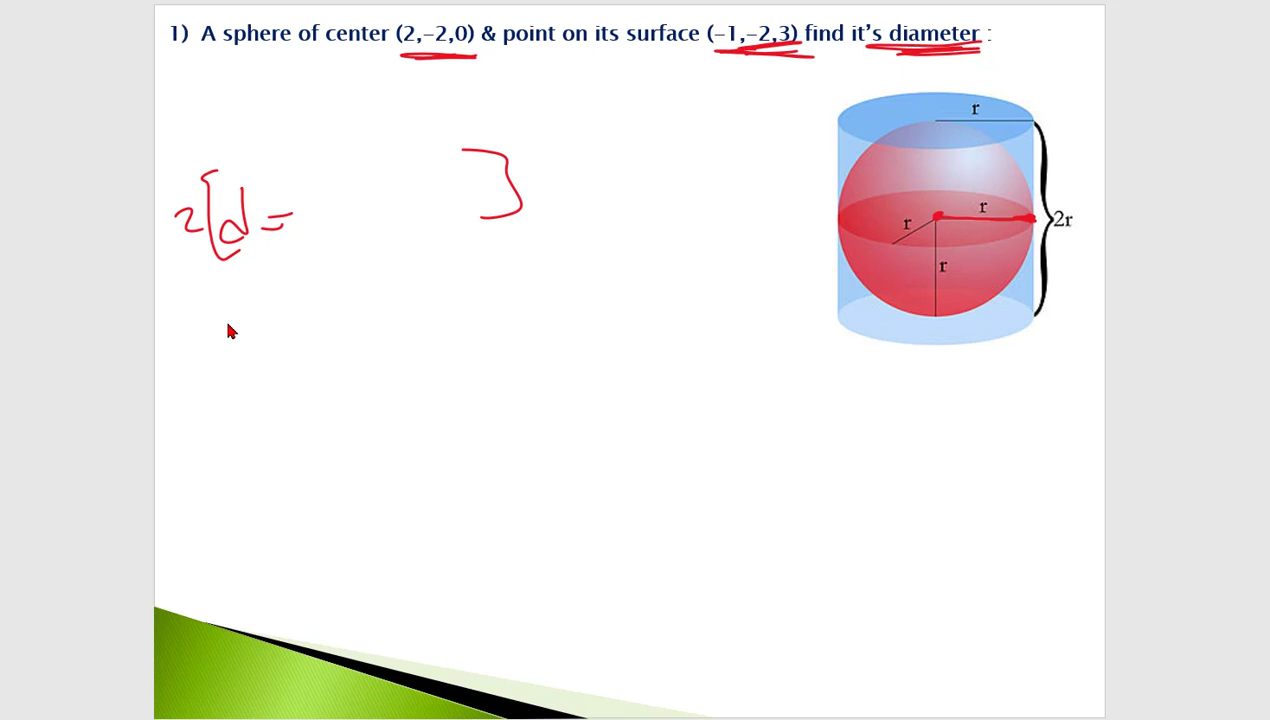 1) A sphere of center (2,–2,0) & point on its surface (–1,–2,3) find it's diameter :
r
r
r
2r
r
2[d= ]